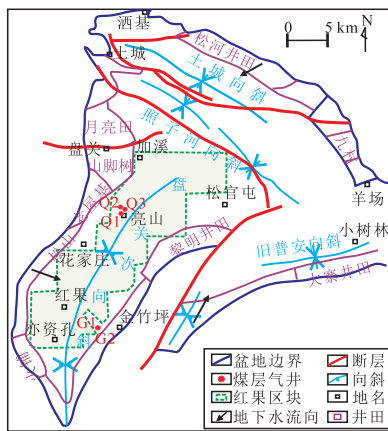 洒基
0 5 km N
土城
松河井田
土城向斜
月亮田
照子河向斜
盘关
加溪
山脚树
九村
盘关次向斜
Q2 Q3
Q1 亮山
松官屯
羊场
小树林
黎明井田
旧普安向斜
花家庄
大寨井田
红果
G1
金竹坪
G2
亦资孔
盆地边界 断层
煤层气井 向斜
红果区块 地名
地下水流向 井田